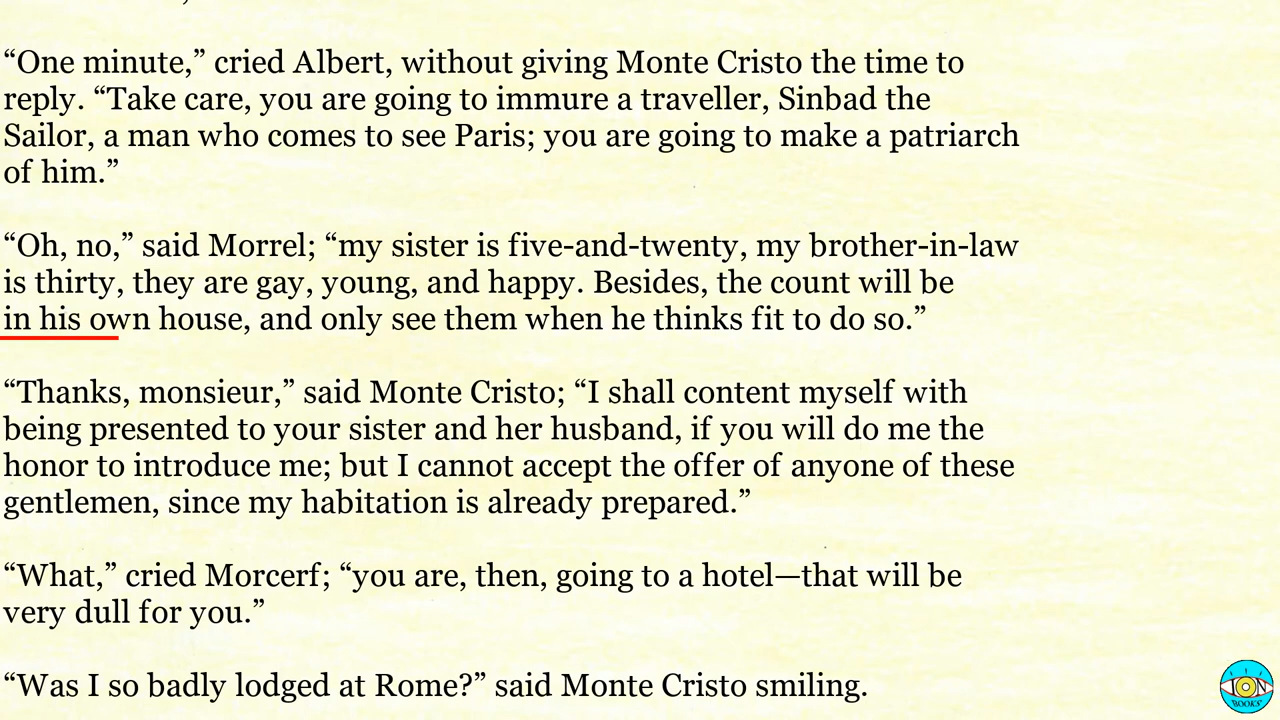 “One minute,” cried Albert, without giving Monte Cristo the time to
reply. “Take care, you are going to immure a traveller, Sinbad the
Sailor, a man who comes to see Paris; you are going to make a patriarch
of him.”
“Oh, no,” said Morrel; “my sister is five-and-twenty, my brother-in-law
is thirty, they are gay, young, and happy. Besides, the count will be
in his own house, and only see them when he thinks fit to do so.”
“Thanks, monsieur,” said Monte Cristo; “I shall content myself with
being presented to your sister and her husband, if you will do me the
honor to introduce me; but I cannot accept the offer of anyone of these
gentlemen, since my habitation is already prepared.”
“What,” cried Morcerf; “you are, then, going to a hotel—that will be
very dull for you.”
“Was I so badly lodged at Rome?” said Monte Cristo smiling.
ION
BOOKS